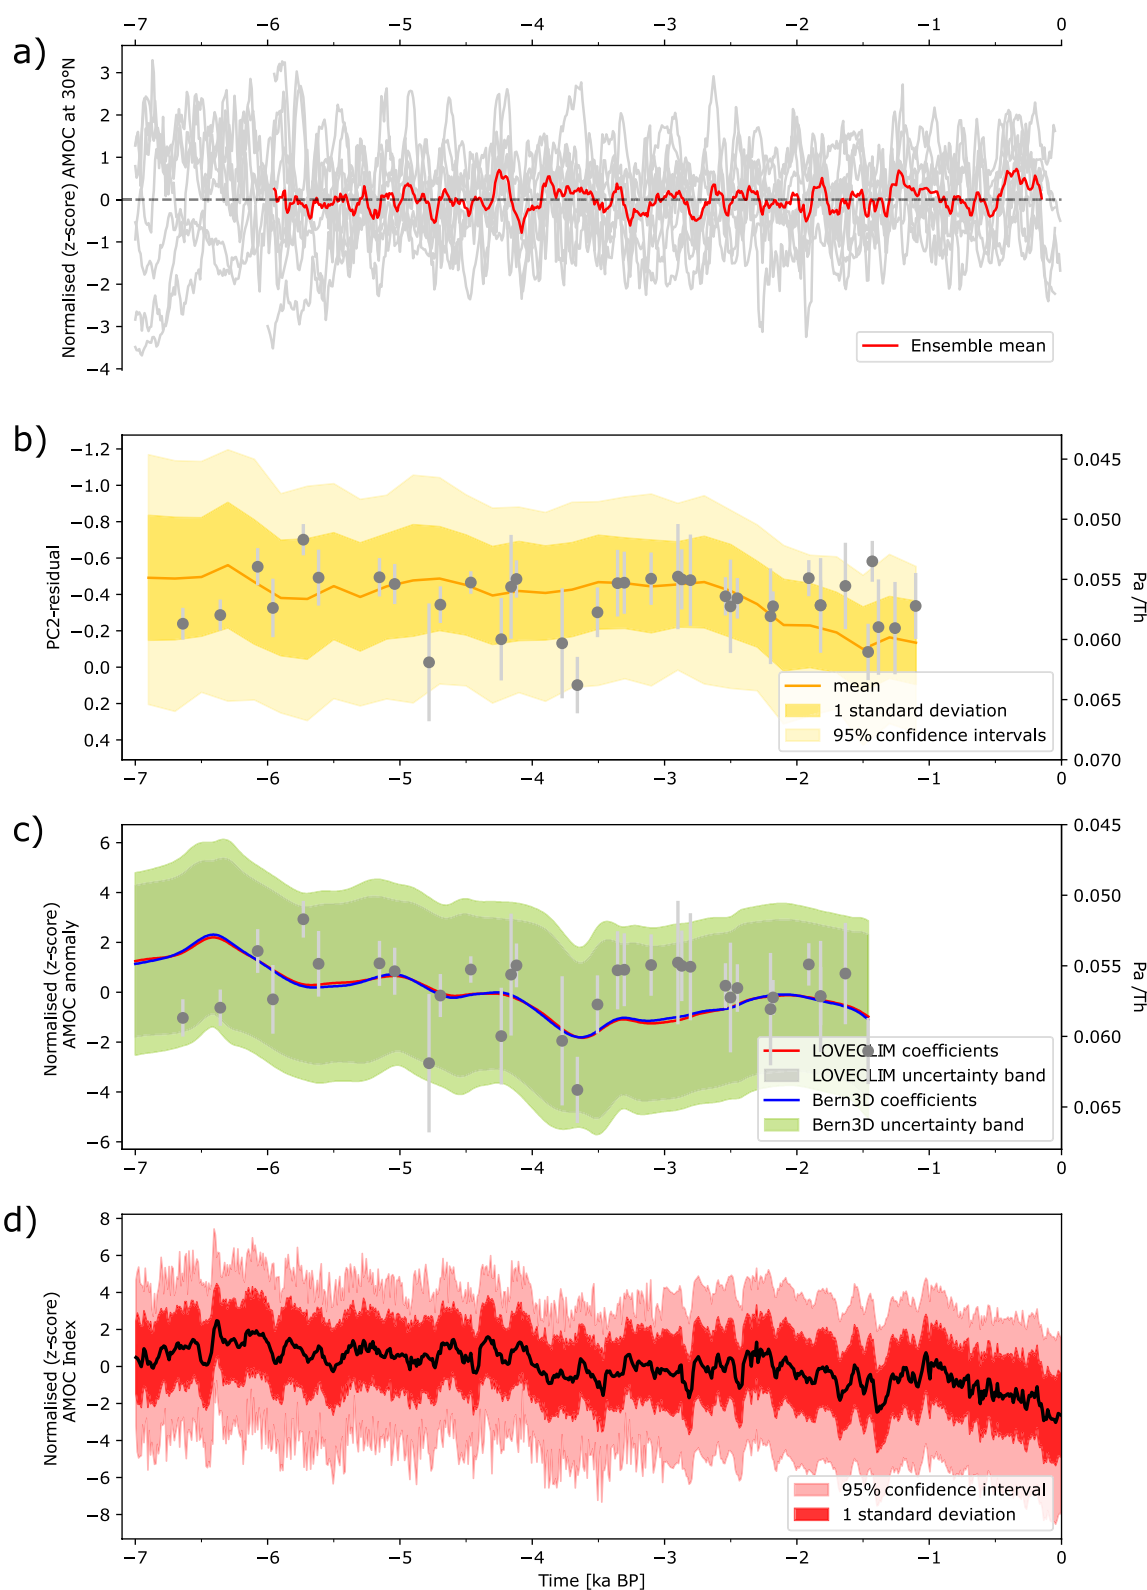 −7 −6 −5 −4 −3 −2 −1 0
a)
Normalised (z-score) AMOC at 30°N
3
2
1
0
−1
−2
−3
−4
Ensemble mean
b)
PC2-residual
−1.2
−1.0
−0.8
−0.6
−0.4
−0.2
0.0
0.2
0.4
0.045
0.050
0.055
0.060
0.065
0.070
Pa /Th
mean
1 standard deviation
95% confidence intervals
−7 −6 −5 −4 −3 −2 −1 0
c)
Normalised (z-score)
AMOC anomaly
6
4
2
0
−2
−4
−6
0.045
0.050
0.055
0.060
0.065
Pa /Th
LOVECLIM coefficients
LOVECLIM uncertainty band
Bern3D coefficients
Bern3D uncertainty band
−7 −6 −5 −4 −3 −2 −1 0
d)
Normalised (z-score)
AMOC Index
8
6
4
2
0
−2
−4
−6
−8
95% confidence interval
1 standard deviation
−7 −6 −5 −4 −3 −2 −1 0
Time [ka BP]